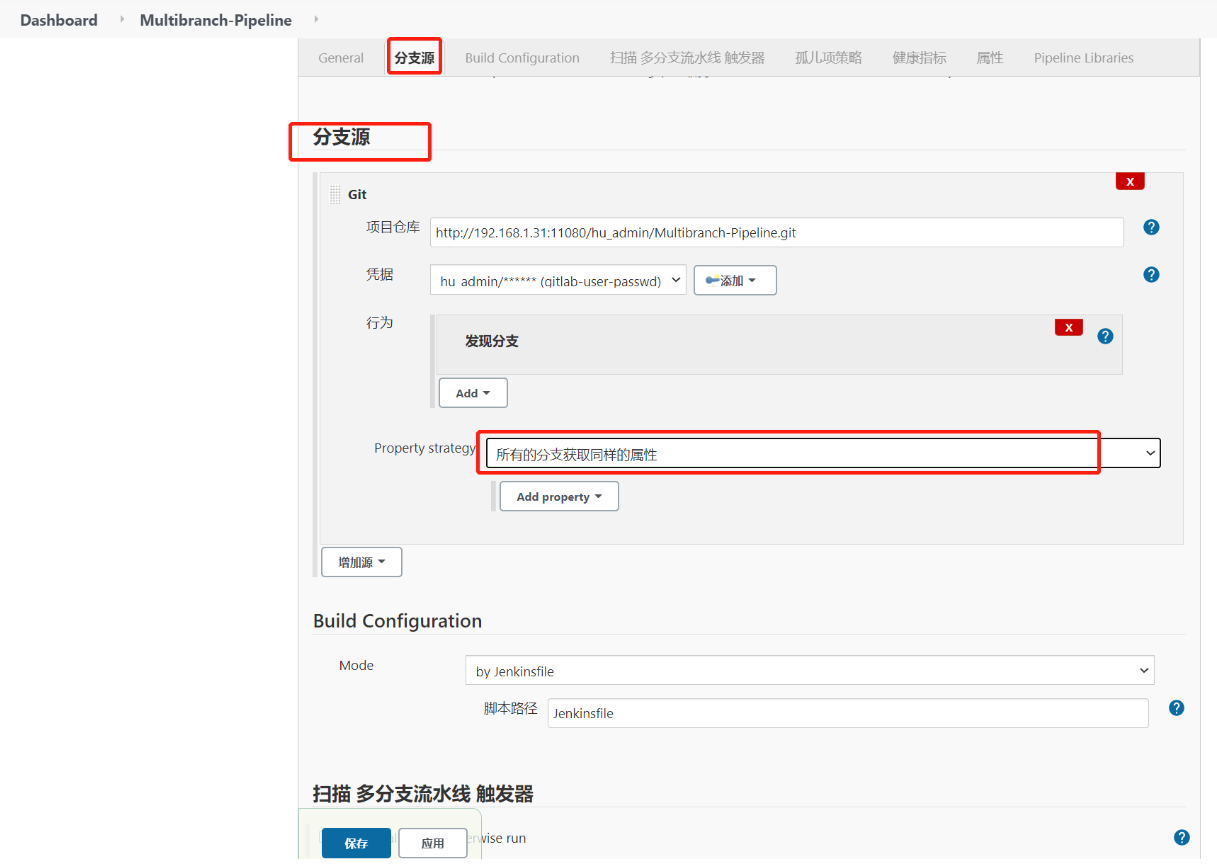 Dashboard Multibranch-Pipeline
General 分支源 Build Configuration 扫描 多分支流水线 触发器 孤儿项策略 健康指标 属性 Pipeline Libraries
分支源
x
Git
项目仓库 http://192.168.1.31:11080/hu_admin/Multibranch-Pipeline.git ?
凭据 hu_admin/****** (gitlab-user-passwd) 添加 ?
行为 发现分支 x ?
Add
Property strategy 所有的分支获取同样的属性
Add property
增加源
Build Configuration
Mode by Jenkinsfile
脚本路径 Jenkinsfile ?
扫描 多分支流水线 触发器
保存 应用 erwise run ?